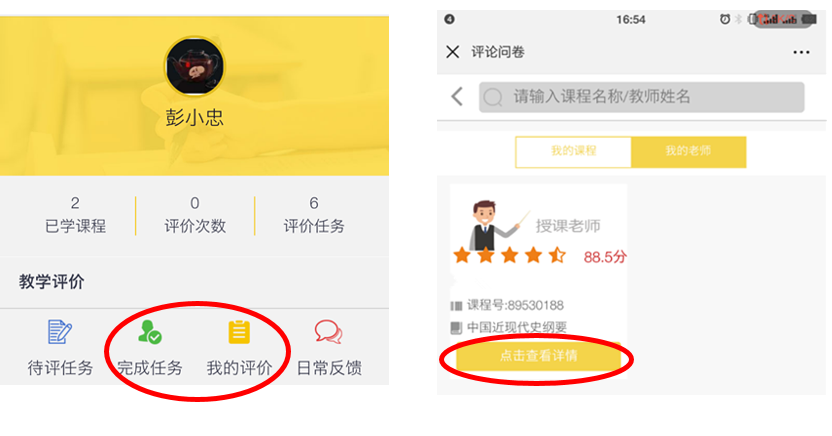 彭小忠
2 0 6
已学课程 评价次数 评价任务
教学评价
待评任务 完成任务 我的评价 日常反馈
4 16:54
评论问卷
请输入课程名称/教师姓名
我的课程 我的老师
授课老师
88.5分
课程号:89530188
中国近现代史纲要
点击查看详情